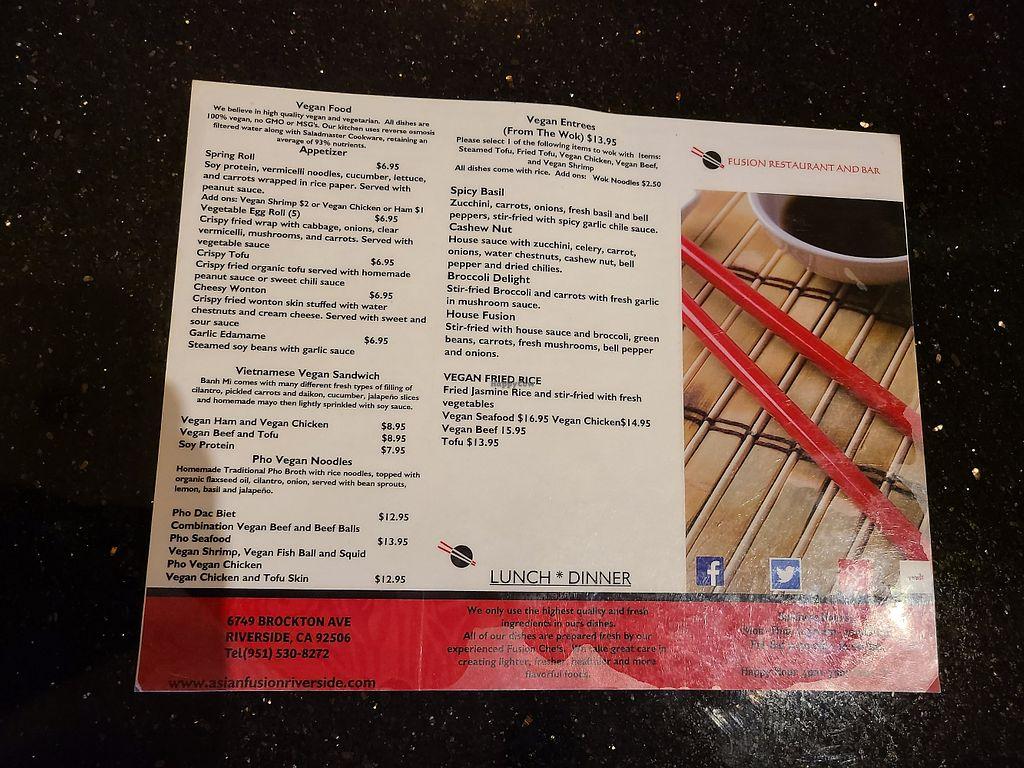 Vegan Food
We believe in high quality vegan and vegetarian. All dishes are
100% vegan, no GMO or MSG's. Our kitchen uses reverse osmosis
filtered water along with Saladmaster Cookware, retaining an
average of 93% nutrients.
Appetizer
Spring Roll $6.95
Soy protein, vermicelli noodles, cucumber, lettuce,
and carrots wrapped in rice paper. Served with
peanut sauce.
Add ons: Vegan Shrimp $2 or Vegan Chicken or Ham $1
Vegetable Egg Roll (5) $6.95
Crispy fried wrap with cabbage, onions, clear
vermicelli, mushrooms, and carrots. Served with
vegetable sauce
Crispy Tofu $6.95
Crispy fried organic tofu served with homemade
peanut sauce or sweet chili sauce
Cheesy Wonton $6.95
Crispy fried wonton skin stuffed with water
chestnuts and cream cheese. Served with sweet and
sour sauce
Garlic Edamame $6.95
Steamed soy beans with garlic sauce
Vietnamese Vegan Sandwich
Banh Mi comes with many different fresh types of filling of
cilantro, pickled carrots and daikon, cucumber, jalapeño slices
and homemade mayo then lightly sprinkled with soy sauce.
Vegan Ham and Vegan Chicken $8.95
Vegan Beef and Tofu $8.95
Soy Protein $7.95
Pho Vegan Noodles
Homemade Traditional Pho Broth with rice noodles, topped with
organic flaxseed oil, cilantro, onion, served with bean sprouts,
lemon, basil and jalapeño.
Pho Dac Biet $12.95
Combination Vegan Beef and Beef Balls
Pho Seafood $13.95
Vegan Shrimp, Vegan Fish Ball and Squid
Pho Vegan Chicken
Vegan Chicken and Tofu Skin $12.95
Vegan Entrees
(From The Wok) $13.95
Please select 1 of the following items to wok with Items:
Steamed Tofu, Fried Tofu, Vegan Chicken, Vegan Beef,
and Vegan Shrimp
All dishes come with rice. Add ons: Wok Noodles $2.50
Spicy Basil
Zucchini, carrots, onions, fresh basil and bell
peppers, stir-fried with spicy garlic chile sauce.
Cashew Nut
House sauce with zucchini, celery, carrot,
onions, water chestnuts, cashew nut, bell
pepper and dried chilies.
Broccoli Delight
Stir-fried Broccoli and carrots with fresh garlic
in mushroom sauce.
House Fusion
Stir-fried with house sauce and broccoli, green
beans, carrots, fresh mushrooms, bell pepper
and onions.
VEGAN FRIED RICE
happycow
Fried Jasmine Rice and stir-fried with fresh
vegetables
Vegan Seafood $16.95 Vegan Chicken$14.95
Vegan Beef 15.95
Tofu $13.95
LUNCH * DINNER
FUSION RESTAURANT AND BAR
6749 BROCKTON AVE
RIVERSIDE, CA 92506
Tel(951) 530-8272
www.asianfusionriverside.com
We only use the highest quality and fresh
ingredients in our dishes.
All of our dishes are prepared fresh by our
experienced Fusion Chefs. We take great care in
creating lighter, fresher, healthier and more
flavorful foods.
Happy Hour